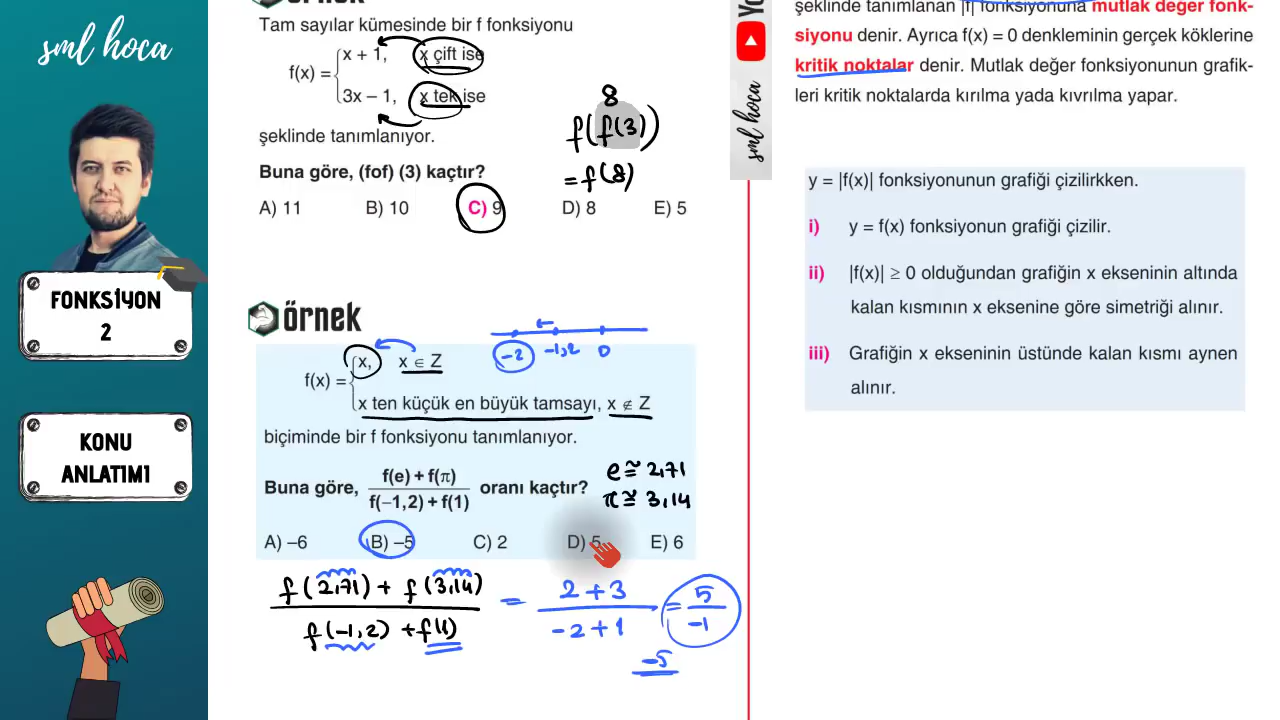 sml hoca
FONKSİYON
2
KONU
ANLATIMI
Tam sayılar kümesinde bir f fonksiyonu
f(x) = { x + 1, x çift ise
3x – 1, x tek ise
şeklinde tanımlanıyor.
Buna göre, (fof) (3) kaçtır?
A) 11 B) 10 C) 9 D) 8 E) 5
8
f(f(3))
= f(8)
örnek
-2 -1,2 0
f(x) = { x, x ∈ Z
x ten küçük en büyük tamsayı, x ∉ Z
biçiminde bir f fonksiyonu tanımlanıyor.
Buna göre, f(e) + f(π) / f(–1,2) + f(1) oranı kaçtır?
e ≅ 2,71
π ≅ 3,14
A) –6 B) –5 C) 2 D) 5 E) 6
f(2,71) + f(3,14) / f(-1,2) + f(1) = 2 + 3 / -2 + 1 = 5 / -1
-5
sml hoca
şeklinde tanımlanan |f| fonksiyonuna mutlak değer fonk-
siyonu denir. Ayrıca f(x) = 0 denkleminin gerçek köklerine
kritik noktalar denir. Mutlak değer fonksiyonunun grafik-
leri kritik noktalarda kırılma yada kıvrılma yapar.
y = |f(x)| fonksiyonunun grafiği çizilirkken.
i) y = f(x) fonksiyonun grafiği çizilir.
ii) |f(x)| ≥ 0 olduğundan grafiğin x ekseninin altında
kalan kısmının x eksenine göre simetriği alınır.
iii) Grafiğin x ekseninin üstünde kalan kısmı aynen
alınır.